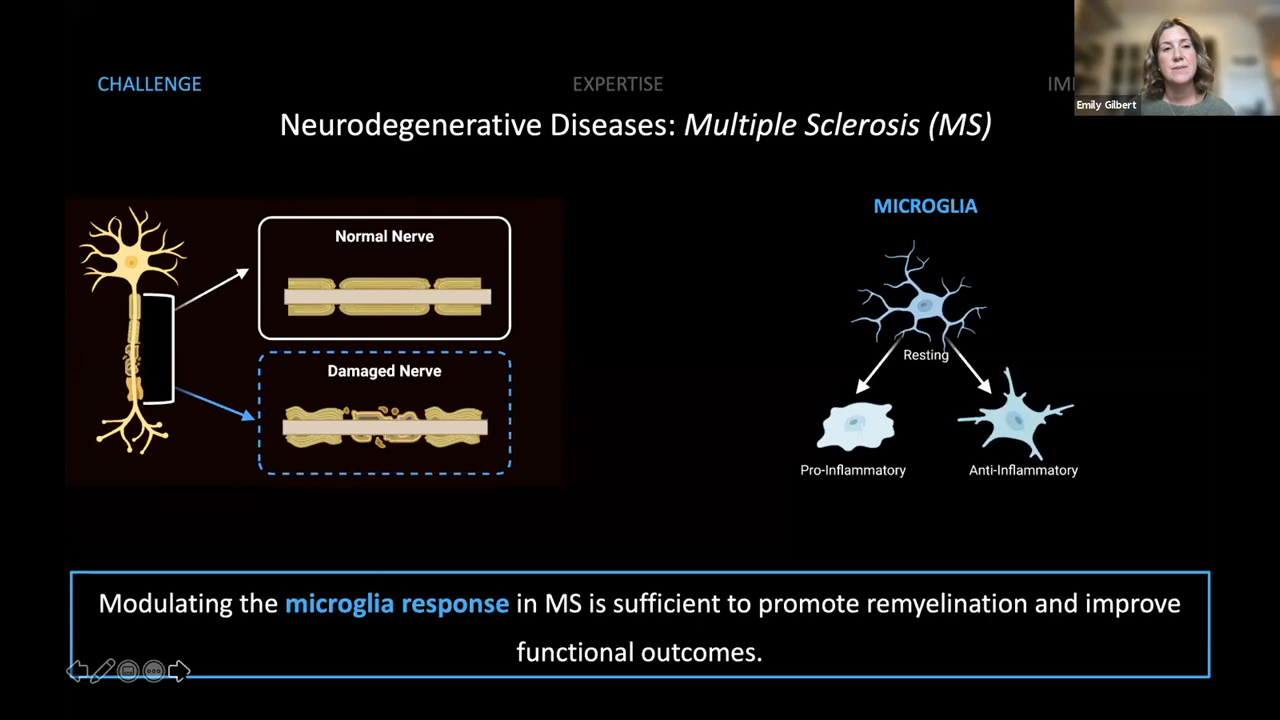 CHALLENGE
EXPERTISE
Emily Gilbert
Neurodegenerative Diseases: Multiple Sclerosis (MS)
MICROGLIA
Normal Nerve
Resting
Damaged Nerve
Pro-Inflammatory
Anti-Inflammatory
Modulating the microglia response in MS is sufficient to promote remyelination and improve
functional outcomes.